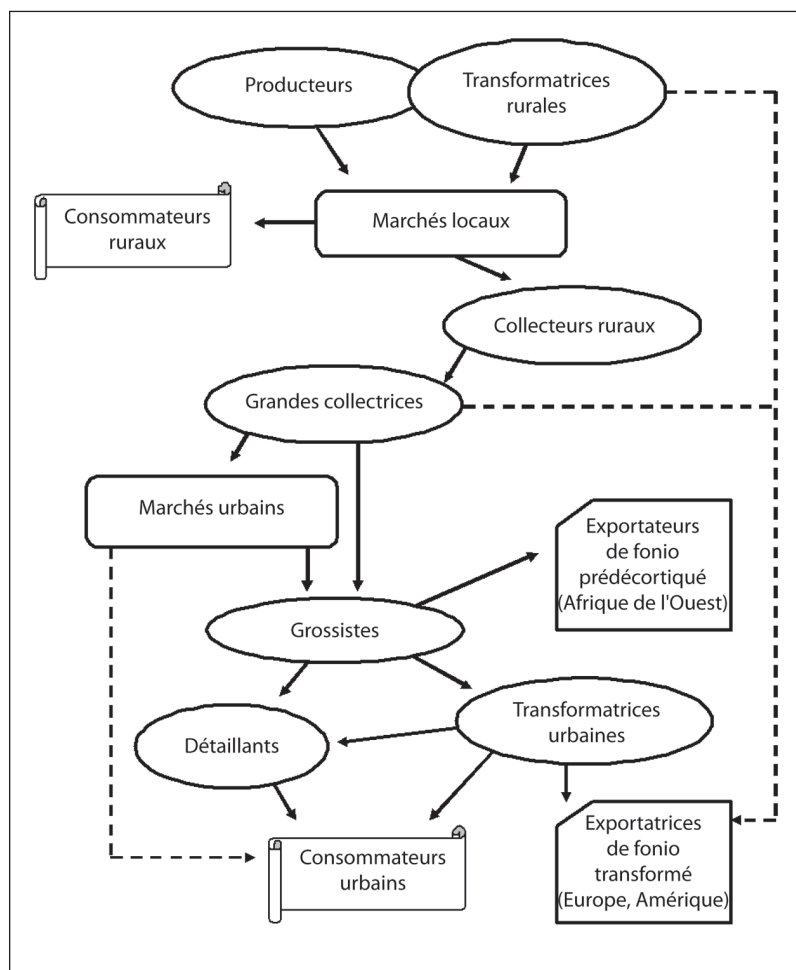 Producteurs
Transformatrices
rurales
Consommateurs
ruraux
Marchés locaux
Collecteurs ruraux
Grandes collectrices
Marchés urbains
Exportateurs
de fonio
prédécortiqué
(Afrique de l'Ouest)
Grossistes
Détaillants
Transformatrices
urbaines
Consommateurs
urbains
Exportatrices
de fonio
transformé
(Europe, Amérique)